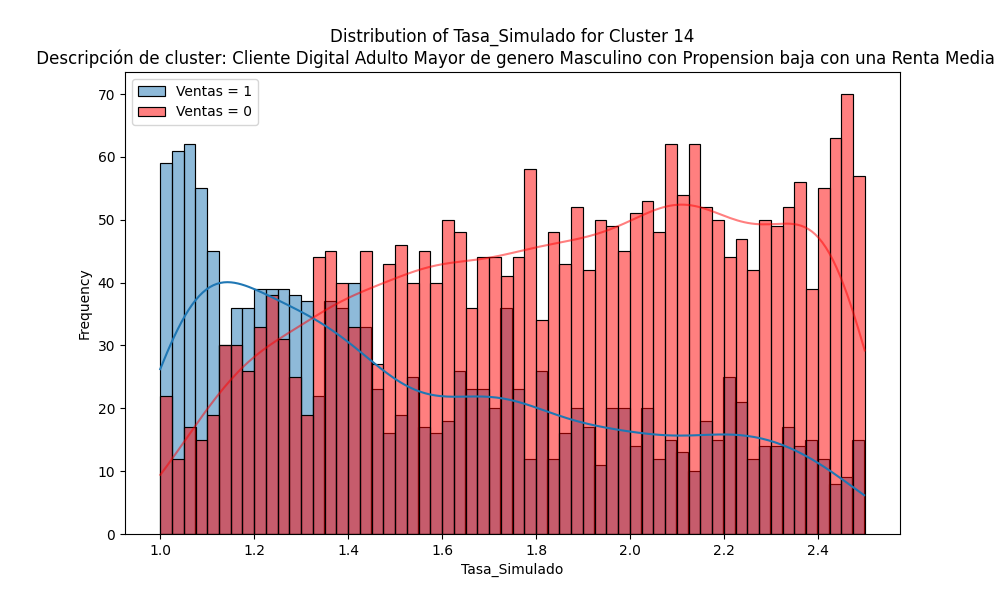 Distribution of Tasa_Simulado for Cluster 14
Descripción de cluster: Cliente Digital Adulto Mayor de genero Masculino con Propension baja con una Renta Media
Ventas = 1
Ventas = 0
70
60
50
40
30
20
10
0
Frequency
1.0 1.2 1.4 1.6 1.8 2.0 2.2 2.4
Tasa_Simulado